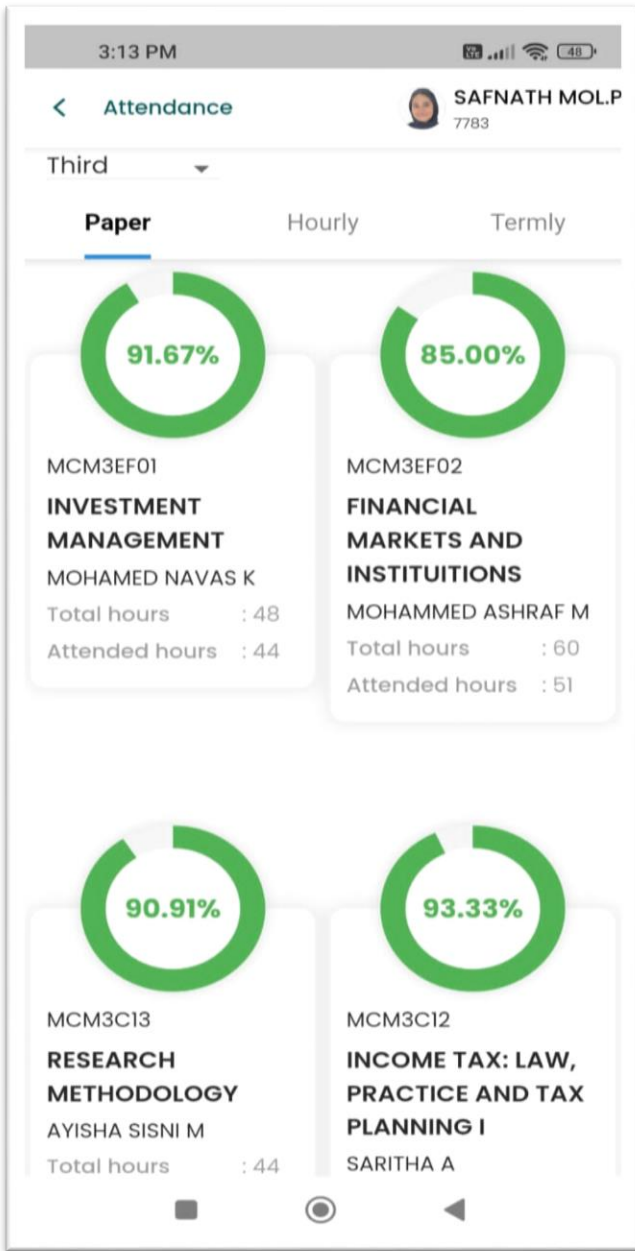 3:13 PM
48
Attendance
SAFNATH MOL.P
7783
Third
Paper
Hourly
Termly
91.67%
MCM3EF01
INVESTMENT
MANAGEMENT
MOHAMED NAVAS K
Total hours : 48
Attended hours : 44
85.00%
MCM3EF02
FINANCIAL
MARKETS AND
INSTITUITIONS
MOHAMMED ASHRAF M
Total hours : 60
Attended hours : 51
90.91%
MCM3C13
RESEARCH
METHODOLOGY
AYISHA SISNI M
Total hours : 44
93.33%
MCM3C12
INCOME TAX: LAW,
PRACTICE AND TAX
PLANNING I
SARITHA A